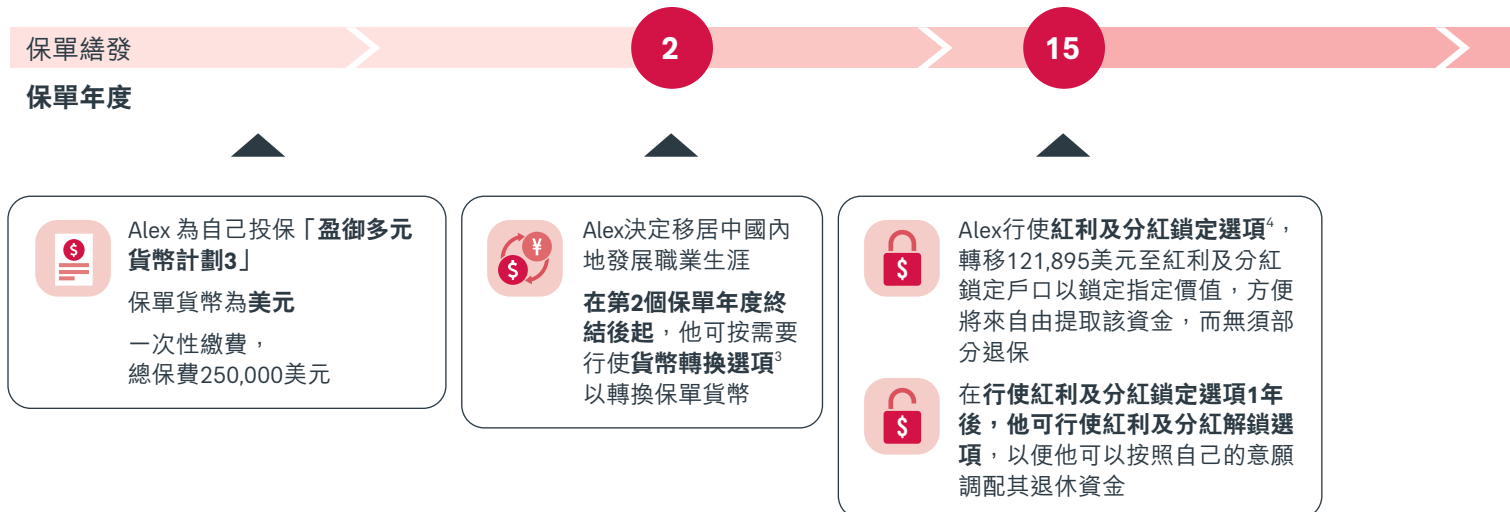 保單繕發
2
15
保單年度
Alex 為自己投保「盈御多元
貨幣計劃3」
保單貨幣為美元
一次性繳費，
總保費250,000美元
Alex決定移居中國內
地發展職業生涯
在第2個保單年度終
結後起，他可按需要
行使貨幣轉換選項3
以轉換保單貨幣
Alex行使紅利及分紅鎖定選項4，
轉移121,895美元至紅利及分紅
鎖定戶口以鎖定指定價值，方便
將來自由提取該資金，而無須部
分退保
在行使紅利及分紅鎖定選項1年
後，他可行使紅利及分紅解鎖選
項，以便他可以按照自己的意願
調配其退休資金